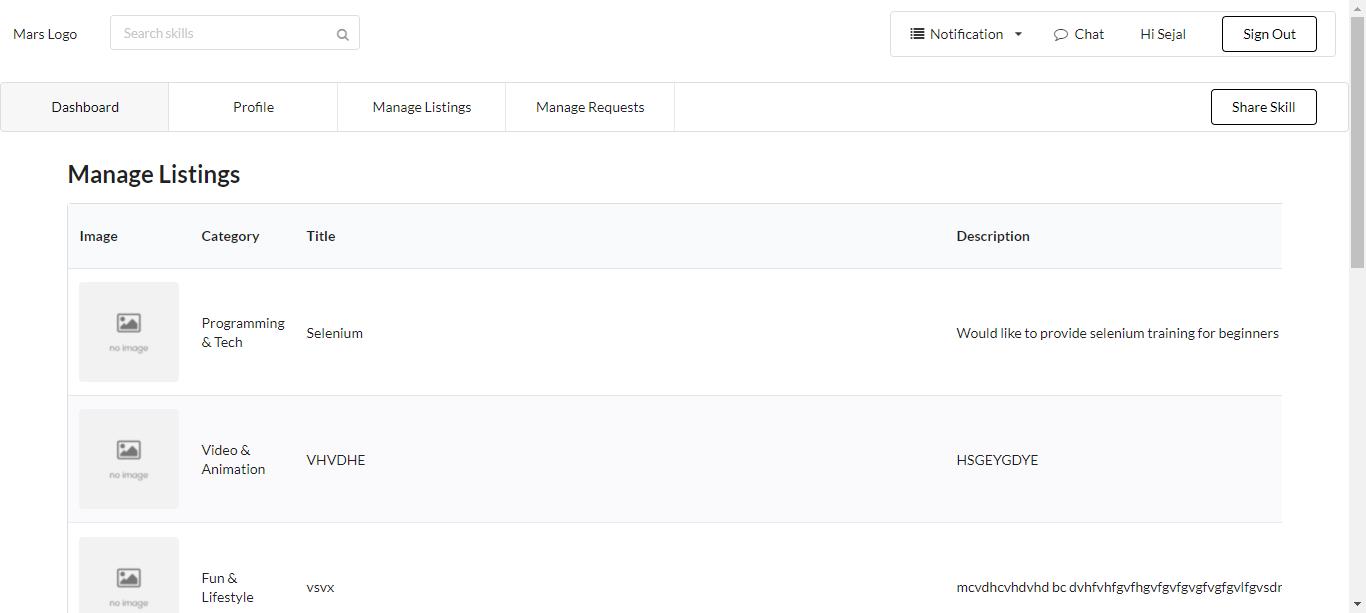 Mars Logo
Search skills
Notification
Chat
Hi Sejal
Sign Out
Dashboard
Profile
Manage Listings
Manage Requests
Share Skill
Manage Listings
Image
Category
Title
Description
no image
Programming
& Tech
Selenium
Would like to provide selenium training for beginners
no image
Video &
Animation
VHVDHE
HSGEYGDYE
no image
Fun &
Lifestyle
vsvx
mcvdhcvhdvhd bc